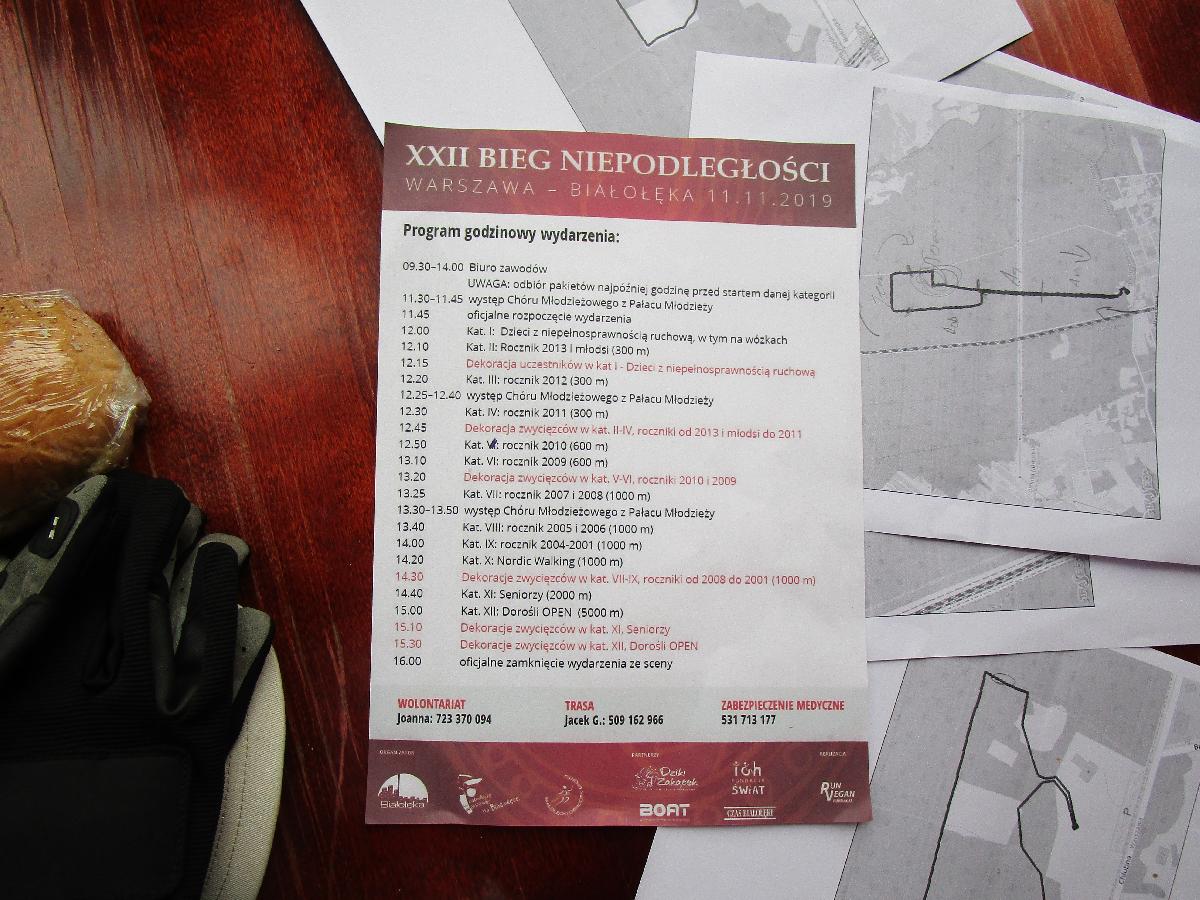 XXII BIEG NIEPODLEGŁOŚCI
WARSZAWA – BIAŁOŁĘKA 11.11.2019
Program godzinowy wydarzenia:
09.30–14.00 Biuro zawodów
UWAGA: odbiór pakietów najpóźniej godzinę przed startem danej kategorii
11.30–11.45 występ Chóru Młodzieżowego z Pałacu Młodzieży
11.45 oficjalne rozpoczęcie wydarzenia
12.00 Kat. I: Dzieci z niepełnosprawnością ruchową, w tym na wózkach
12.10 Kat. II: Rocznik 2013 i młodsi (300 m)
12.15 Dekoracja uczestników w kat I - Dzieci z niepełnosprawnością ruchową
12.20 Kat. III: rocznik 2012 (300 m)
12.25–12.40 występ Chóru Młodzieżowego z Pałacu Młodzieży
12.30 Kat. IV: rocznik 2011 (300 m)
12.45 Dekoracja zwycięzców w kat. II-IV, roczniki od 2013 i młodsi do 2011
12.50 Kat. V: rocznik 2010 (600 m)
13.10 Kat. VI: rocznik 2009 (600 m)
13.20 Dekoracja zwycięzców w kat. V-VI, roczniki 2010 i 2009
13.25 Kat. VII: rocznik 2007 i 2008 (1000 m)
13.30–13.50 występ Chóru Młodzieżowego z Pałacu Młodzieży
13.40 Kat. VIII: rocznik 2005 i 2006 (1000 m)
14.00 Kat. IX: rocznik 2004-2001 (1000 m)
14.20 Kat. X: Nordic Walking (1000 m)
14.30 Dekoracje zwycięzców w kat. VII-IX, roczniki od 2008 do 2001 (1000 m)
14.40 Kat. XI: Seniorzy (2000 m)
15.00 Kat. XII: Dorośli OPEN (5000 m)
15.10 Dekoracje zwycięzców w kat. XI, Seniorzy
15.30 Dekoracje zwycięzców w kat. XII, Dorośli OPEN
16.00 oficjalne zamknięcie wydarzenia ze sceny
WOLONTARIAT TRASA ZABEZPIECZENIE MEDYCZNE
Joanna: 723 370 094 Jacek G.: 509 162 966 531 713 177
ORGANIZATOR PARTNERZY REALIZACJA
Białołęka
Dziki Zakątek
FUNDACJA ŚWIAT
RUN VEGAN
BOAT
CZAS BIAŁOŁĘKI